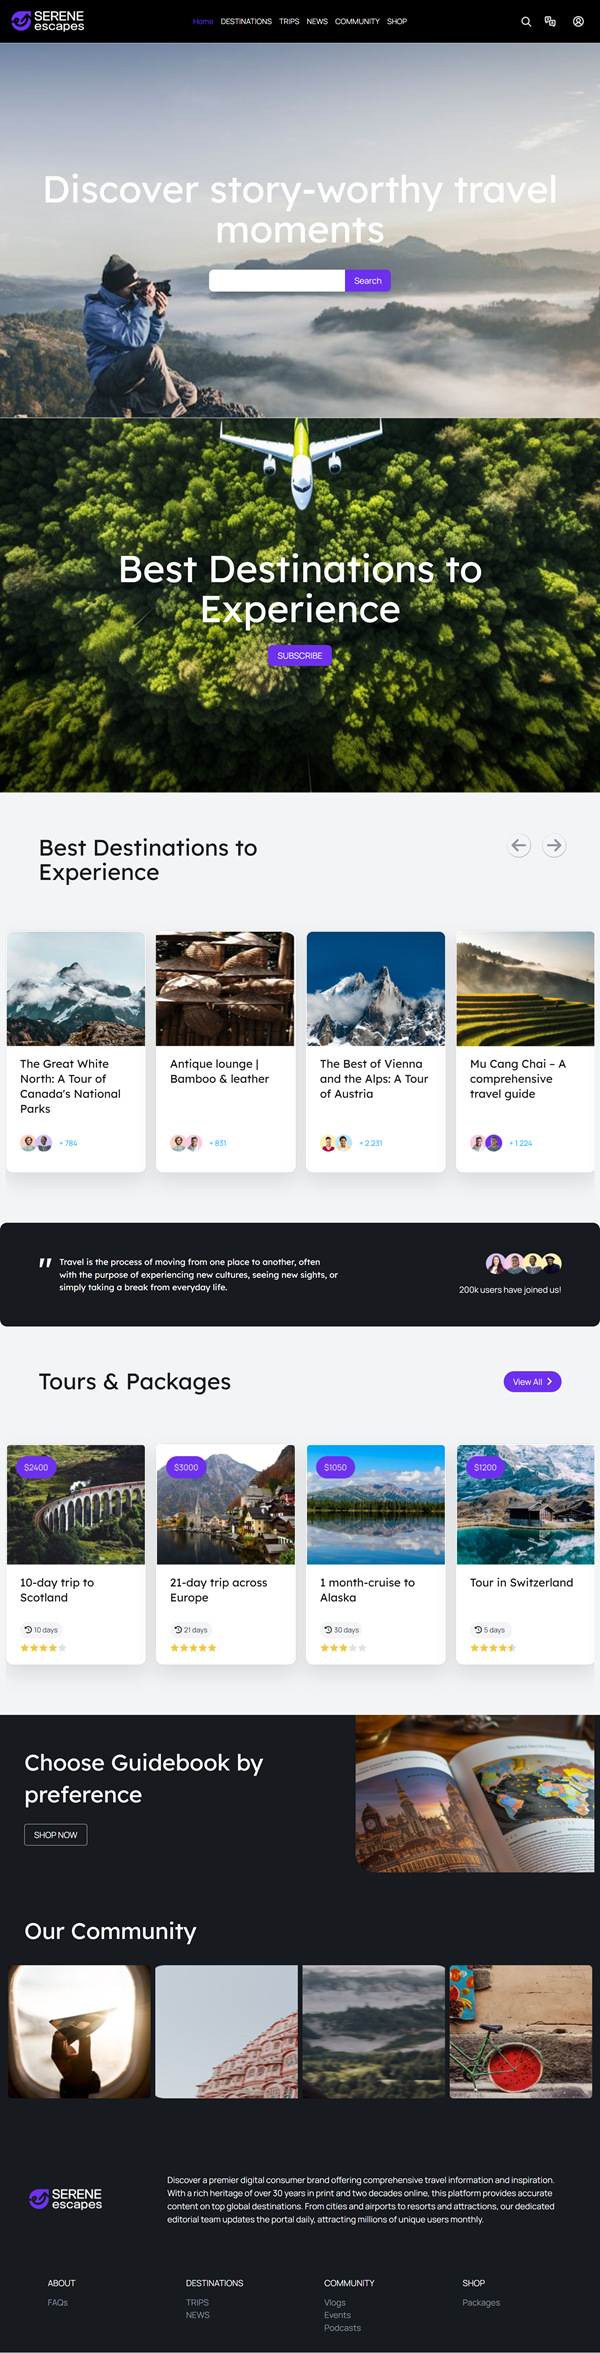 SERENE
escapes
Home DESTINATIONS TRIPS NEWS COMMUNITY SHOP
Discover story-worthy travel
moments
Search
Best Destinations to
Experience
SUBSCRIBE
Best Destinations to
Experience
The Great White
North: A Tour of
Canada's National
Parks
+ 784
Antique lounge |
Bamboo & leather
+ 831
The Best of Vienna
and the Alps: A Tour
of Austria
+ 2.231
Mu Cang Chai – A
comprehensive
travel guide
+ 1.224
" Travel is the process of moving from one place to another, often
with the purpose of experiencing new cultures, seeing new sights, or
simply taking a break from everyday life.
200k users have joined us!
Tours & Packages
View All
$2400
10-day trip to
Scotland
10 days
$3000
21-day trip across
Europe
21 days
$1050
1 month-cruise to
Alaska
30 days
$1200
Tour in Switzerland
5 days
Choose Guidebook by
preference
SHOP NOW
Our Community
SERENE
escapes
Discover a premier digital consumer brand offering comprehensive travel information and inspiration.
With a rich heritage of over 30 years in print and two decades online, this platform provides accurate
content on top global destinations. From cities and airports to resorts and attractions, our dedicated
editorial team updates the portal daily, attracting millions of unique users monthly.
ABOUT
FAQs
DESTINATIONS
TRIPS
NEWS
COMMUNITY
Vlogs
Events
Podcasts
SHOP
Packages